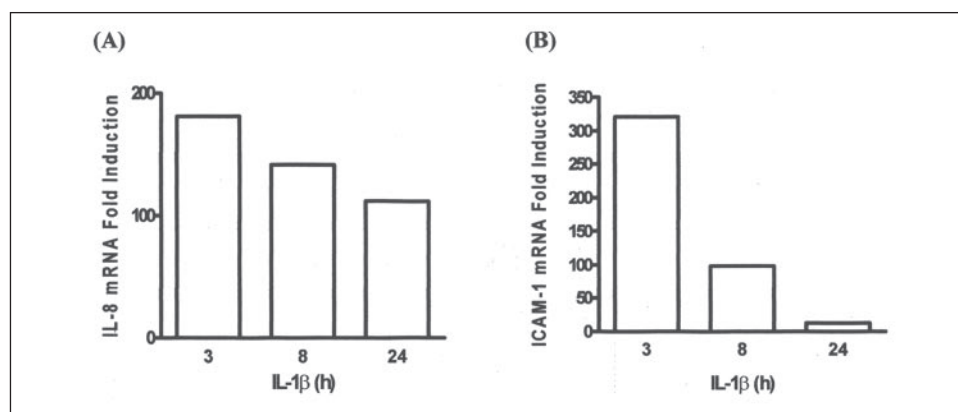 (A)
IL-8 mRNA Fold Induction
200
100
0
3 8 24
IL-1β (h)
(B)
ICAM-1 mRNA Fold Induction
350
300
250
200
150
100
50
0
3 8 24
IL-1β (h)